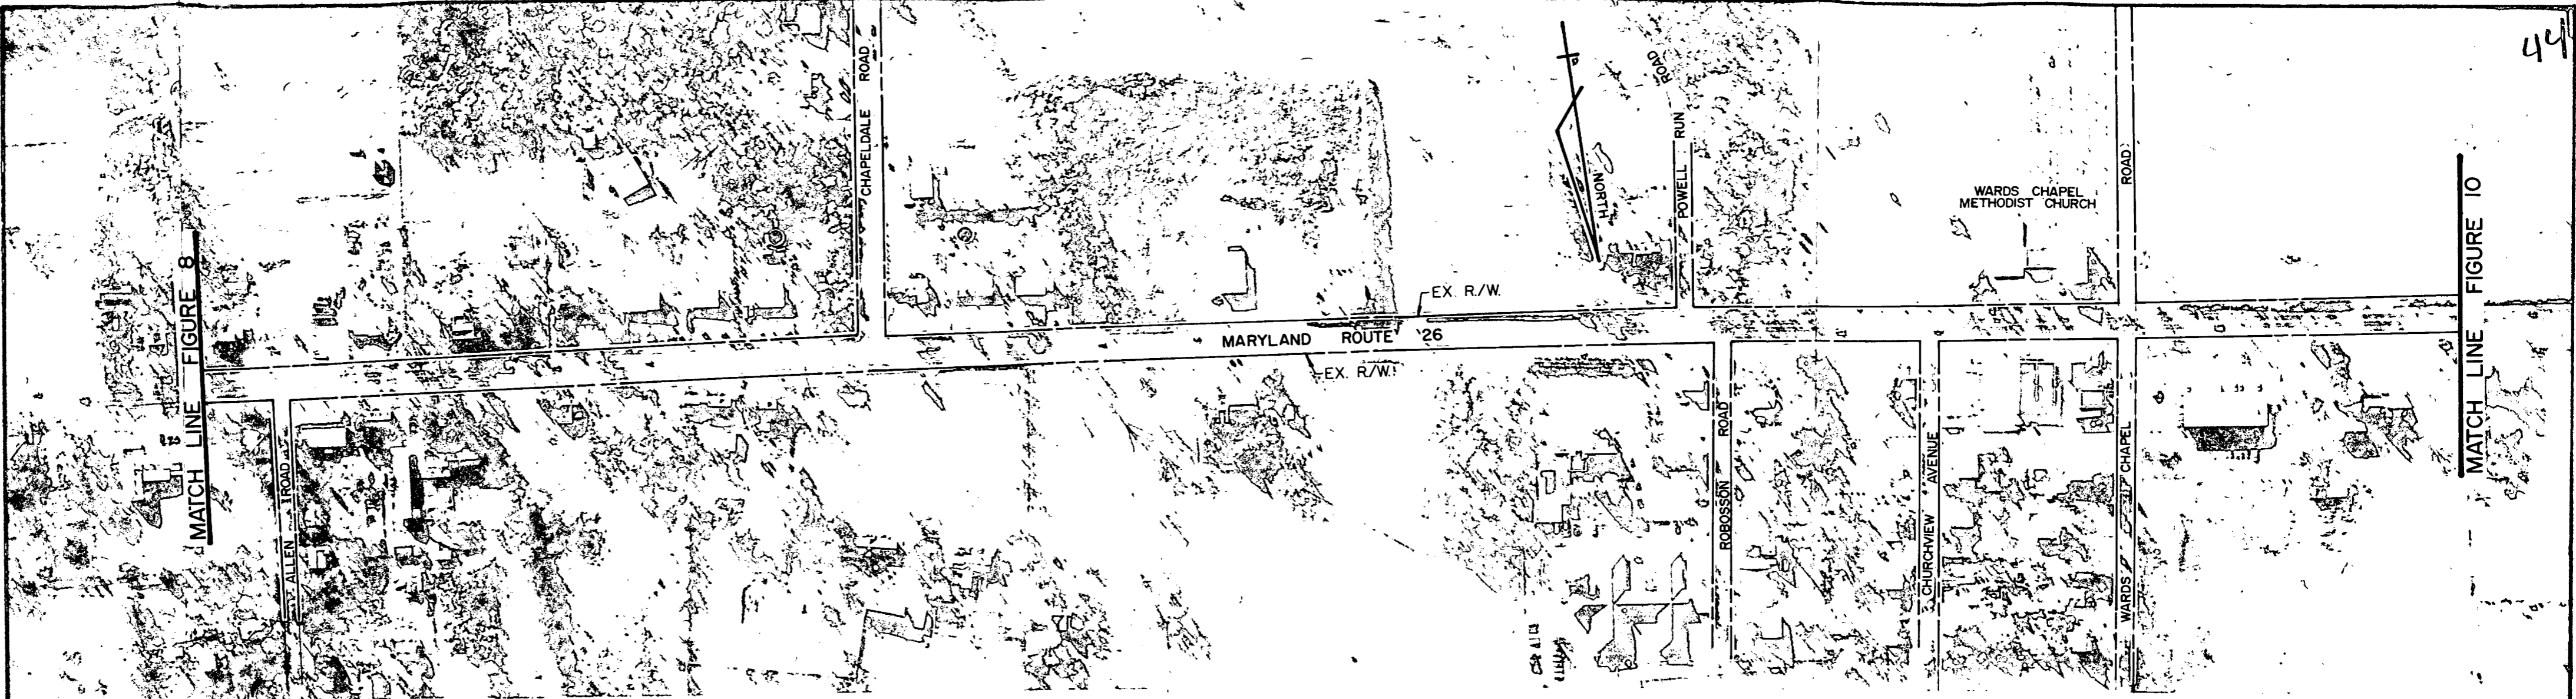 44
MATCH LINE FIGURE 8
ALLEN ROAD
CHAPELDALE ROAD
MARYLAND ROUTE 26
EX. R./W.
EX. R./W.
NORTH
POWELL RUN ROAD
WARDS CHAPEL
METHODIST CHURCH
ROBOSSON ROAD
CHURCHVIEW AVENUE
WARDS CHAPEL ROAD
MATCH LINE FIGURE 10